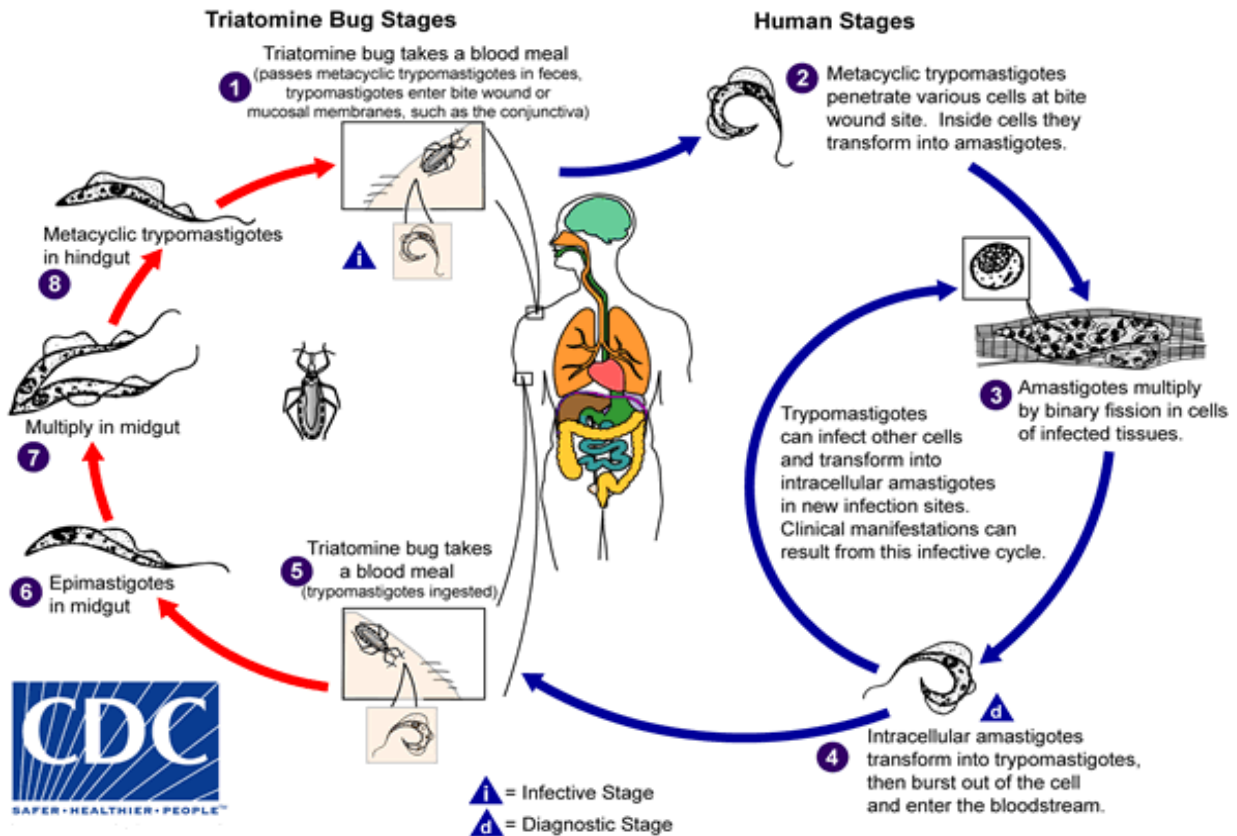 Triatomine Bug Stages
Human Stages
Triatomine bug takes a blood meal
(passes metacyclic trypomastigotes in feces,
trypomastigotes enter bite wound or
mucosal membranes, such as the conjunctiva)
1
i
2
Metacyclic trypomastigotes
penetrate various cells at bite
wound site. Inside cells they
transform into amastigotes.
3
Amastigotes multiply
by binary fission in cells
of infected tissues.
Trypomastigotes
can infect other cells
and transform into
intracellular amastigotes
in new infection sites.
Clinical manifestations can
result from this infective cycle.
d
4
Intracellular amastigotes
transform into trypomastigotes,
then burst out of the cell
and enter the bloodstream.
5
Triatomine bug takes
a blood meal
(trypomastigotes ingested)
6
Epimastigotes
in midgut
Multiply in midgut
7
Metacyclic trypomastigotes
in hindgut
8
CDC
SAFER•HEALTHIER•PEOPLE™
i = Infective Stage
d = Diagnostic Stage